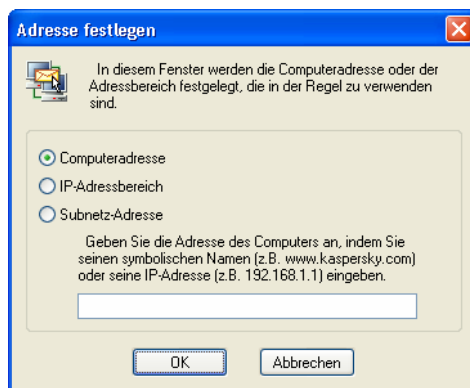 Adresse festlegen
In diesem Fenster werden die Computeradresse oder der
Adressbereich festgelegt, die in der Regel zu verwenden
sind.
Computeradresse
IP-Adressbereich
Subnetz-Adresse
Geben Sie die Adresse des Computers an, indem Sie
seinen symbolischen Namen (z.B. www.kaspersky.com)
oder seine IP-Adresse (z.B. 192.168.1.1) eingeben.
OK Abbrechen